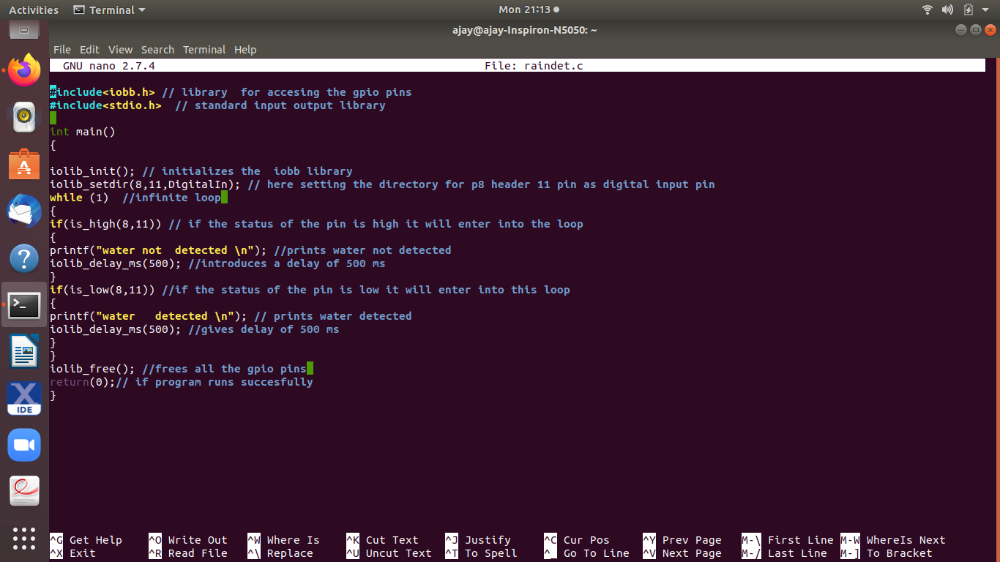 Activities Terminal Mon 21:13
ajay@ajay-Inspiron-N5050: ~
File Edit View Search Terminal Help
GNU nano 2.7.4 File: raindet.c
#include<iobb.h> // library  for accesing the gpio pins
#include<stdio.h>  // standard input output library
int main()
{
iolib_init(); // initializes the  iobb library
iolib_setdir(8,11,DigitalIn); // here setting the directory for p8 header 11 pin as digital input pin
while (1)  //infinite loop
{
if(is_high(8,11)) // if the status of the pin is high it will enter into the loop
{
printf("water not  detected \n"); //prints water not detected
iolib_delay_ms(500); //introduces a delay of 500 ms
}
if(is_low(8,11)) //if the status of the pin is low it will enter into this loop
{
printf("water   detected \n"); // prints water detected
iolib_delay_ms(500); //gives delay of 500 ms
}
}
iolib_free(); //frees all the gpio pins
return(0);// if program runs succesfully
}
IDE
^G Get Help ^O Write Out ^W Where Is ^K Cut Text ^J Justify ^C Cur Pos ^Y Prev Page M-\ First Line M-W WhereIs Next
^X Exit ^R Read File ^\ Replace ^U Uncut Text ^T To Spell ^_ Go To Line ^V Next Page M-/ Last Line M-] To Bracket